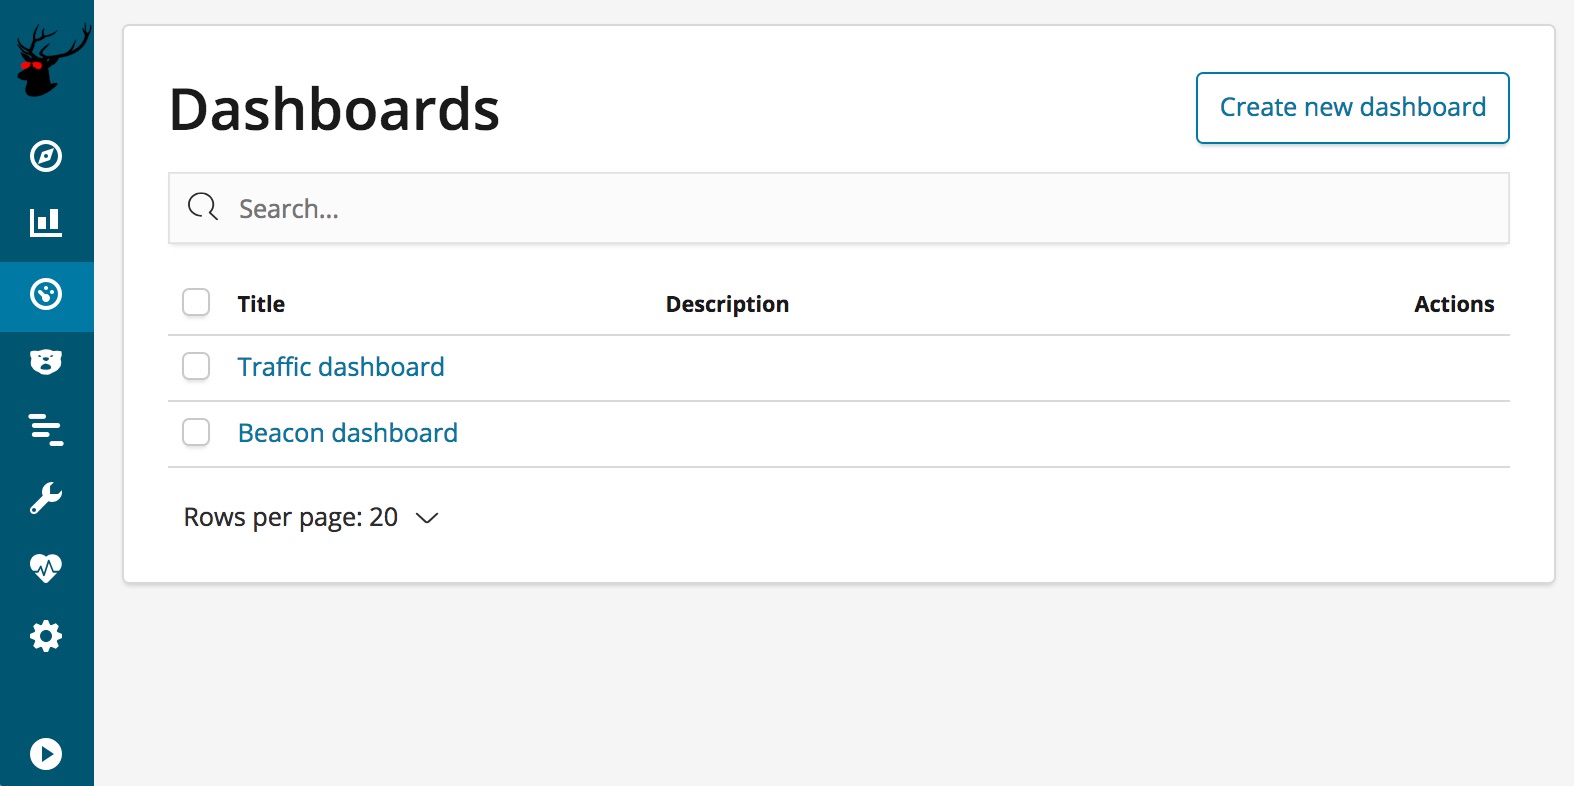 Dashboards
Create new dashboard
Search...
Title Description Actions
Traffic dashboard
Beacon dashboard
Rows per page: 20